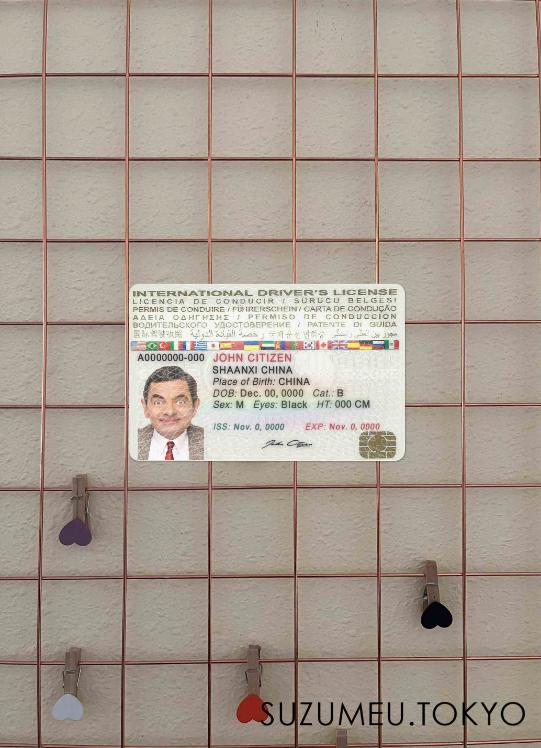 INTERNATIONAL DRIVER'S LICENSE
LICENCIA DE CONDUCIR / SÜRÜCÜ BELGESİ
PERMIS DE CONDUIRE / FÜHRERSCHEIN / CARTA DE CONDUÇÃO
ΑΔΕΙΑ ΟΔΗΓΗΣΗΣ / PERMISO DE CONDUCCION
ВОДИТЕЛЬСКОГО УДОСТОВЕРЕНИЕ / PATENTE DI GUIDA
A0000000-000 JOHN CITIZEN
SHAANXI CHINA
Place of Birth: CHINA
DOB: Dec. 00, 0000 Cat.: B
Sex: M Eyes: Black HT: 000 CM
ISS: Nov. 0, 0000 EXP: Nov. 0, 0000
John Citizen
SUZUMEU.TOKYO